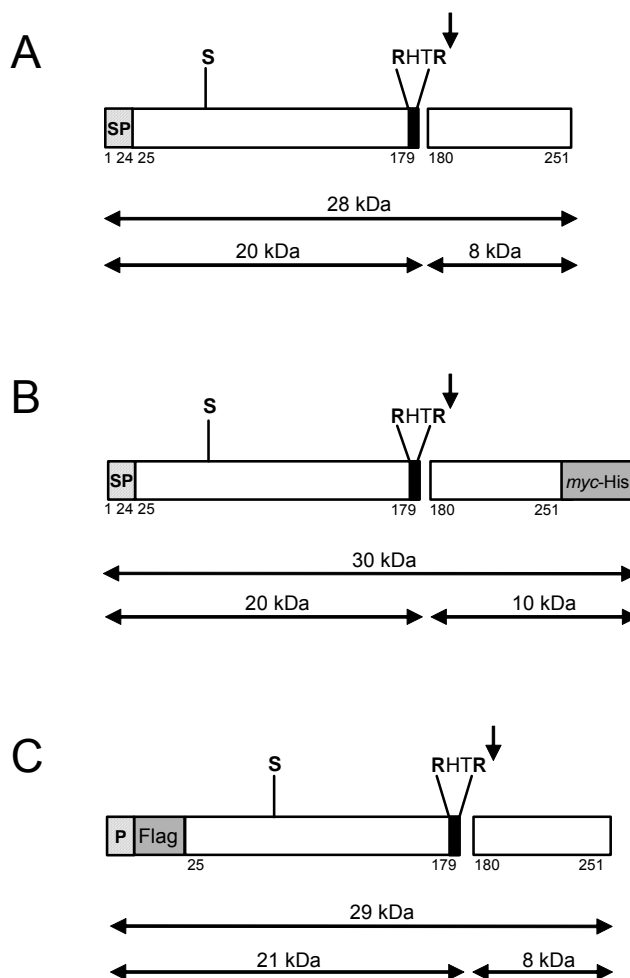 A
S
RHTR
SP
1 24 25 179 180 251
28 kDa
20 kDa 8 kDa
B
S
RHTR
SP myc-His
1 24 25 179 180 251
30 kDa
20 kDa 10 kDa
C
S
RHTR
P Flag
25 179 180 251
29 kDa
21 kDa 8 kDa